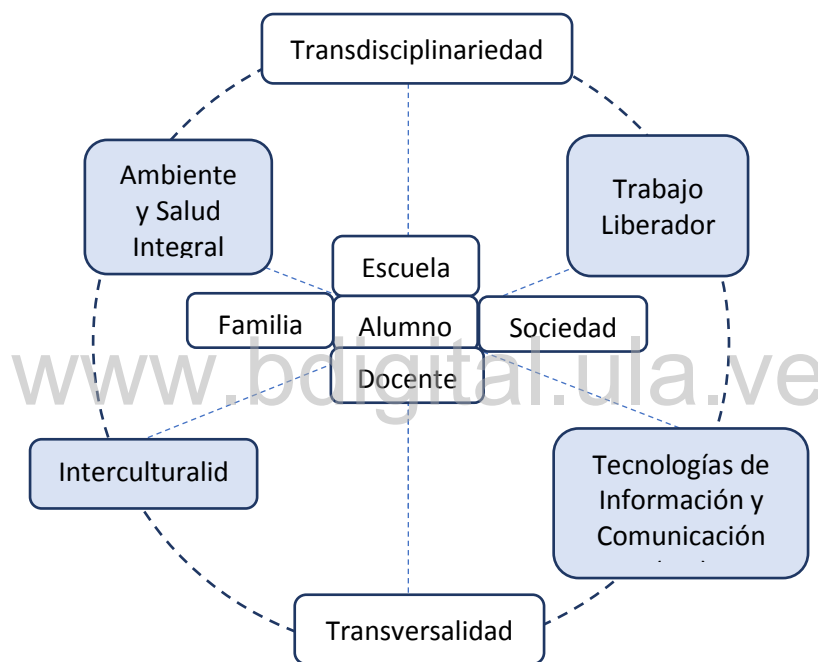 Transdisciplinariedad
Ambiente
y Salud
Integral
Trabajo
Liberador
Escuela
Familia
Alumno
Sociedad
www.bdigital.ula.ve
Docente
Interculturalid
Tecnologías de
Información y
Comunicación
Transversalidad